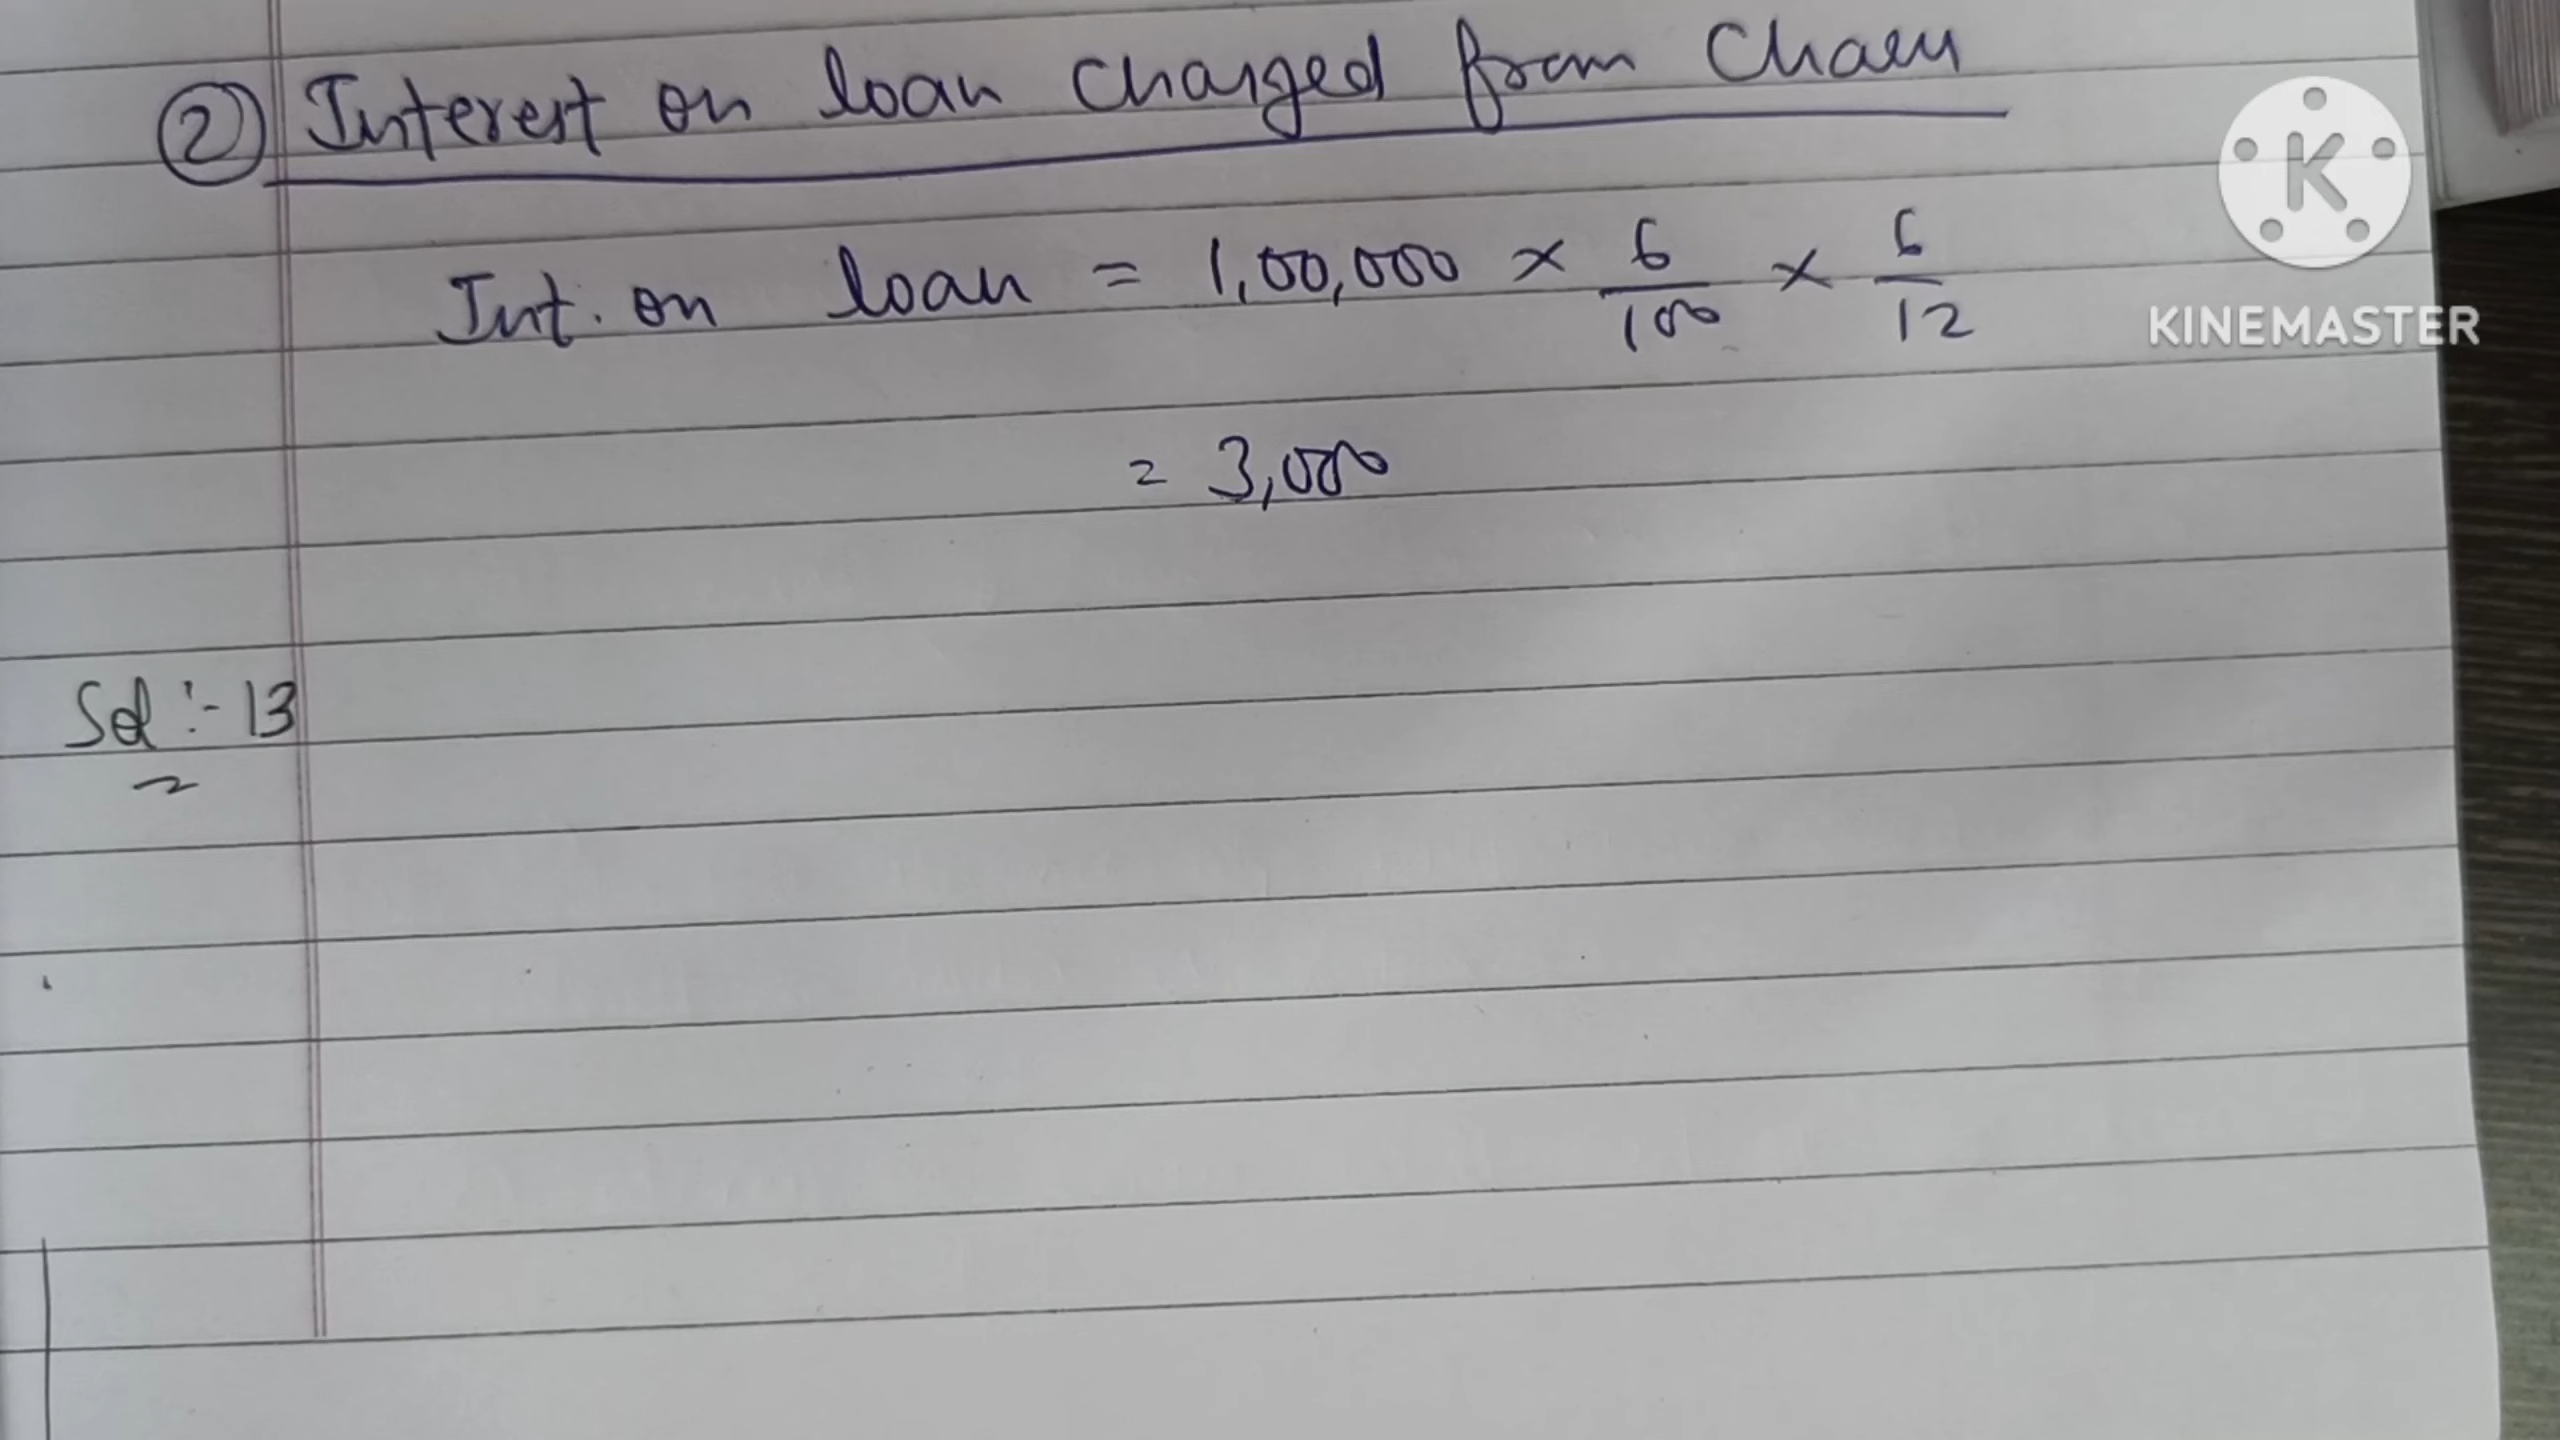 ② Interest on loan charged from Charu
Int. on loan = 1,00,000 × 6/100 × 6/12
= 3,000
Sol :- 13
K
KINEMASTER